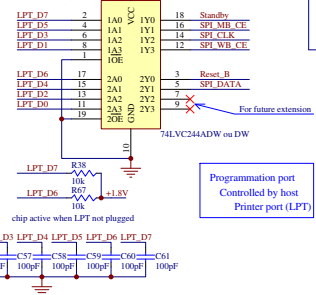 LPT_D7 2 1A0 VCC 1Y0 18 Standby
LPT_D5 4 1A1 1Y1 16 SPI_MB_CE
LPT_D3 6 1A2 1Y2 14 SPI_CLK
LPT_D1 8 1A3 1Y3 12 SPI_WB_CE
1 1OE
LPT_D6 17 2A0 2Y0 3 Reset_B
LPT_D4 15 2A1 2Y1 5 SPI_DATA
LPT_D2 13 2A2 2Y2 7
LPT_D0 11 2A3 2Y3 9
19 2OE GND
For future extension
74LVC244ADW ou DW
10
LPT_D7 R38
10k
LPT_D6 R67 +1.8V
10k
chip active when LPT not plugged
Programmation port
Controlled by host
Printer port (LPT)
D3 LPT_D4 LPT_D5 LPT_D6 LPT_D7
C57 C58 C59 C60 C61
100pF 100pF 100pF 100pF 100pF